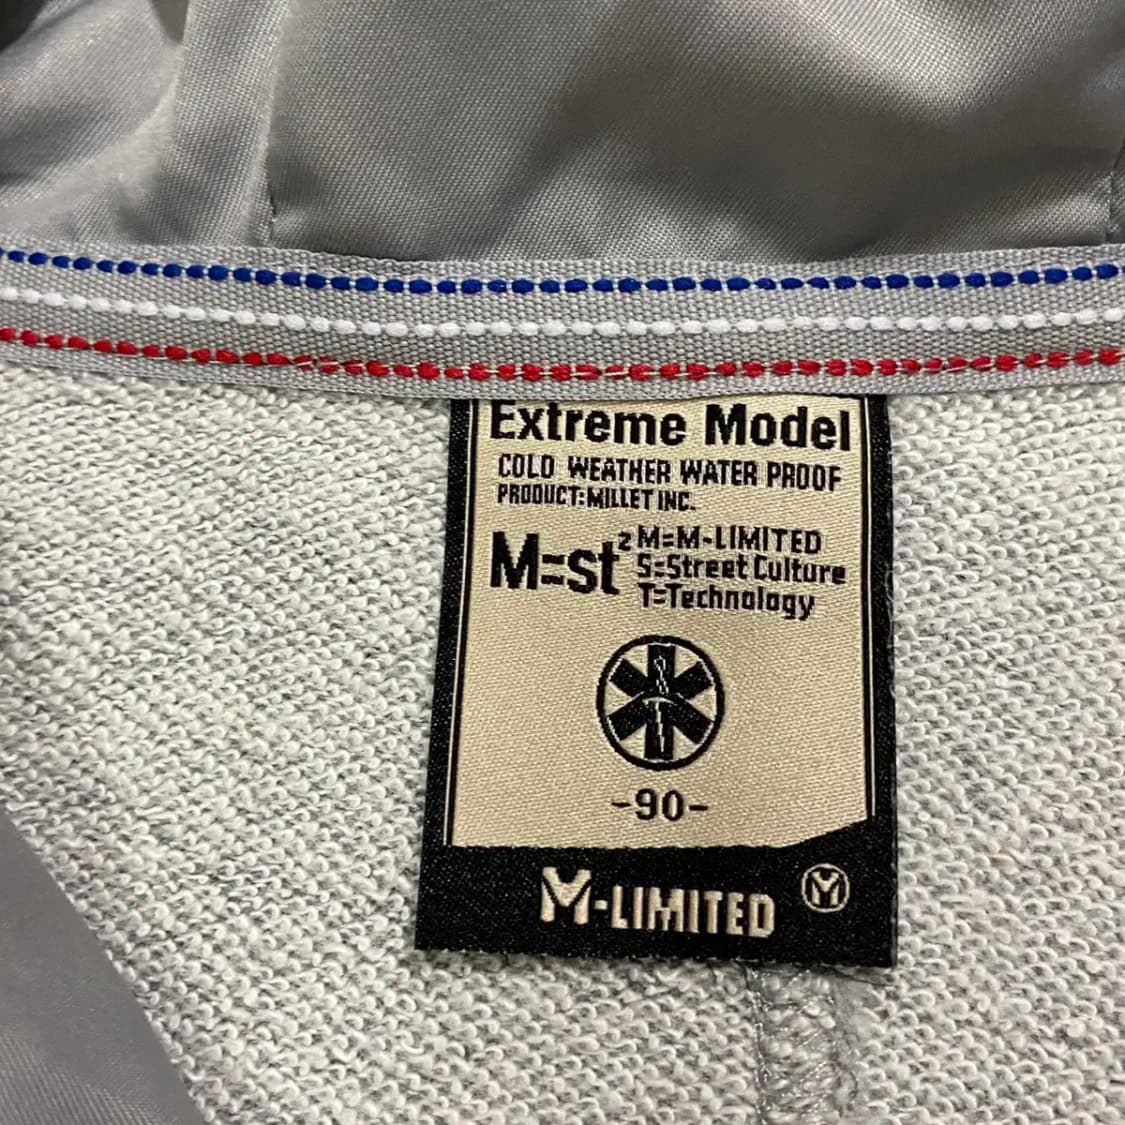 Extreme Model
COLD WEATHER WATER PROOF
PRODUCT:MILLET INC.
M=st²
M=M-LIMITED
S=Street Culture
T=Technology
-90-
M-LIMITED
M